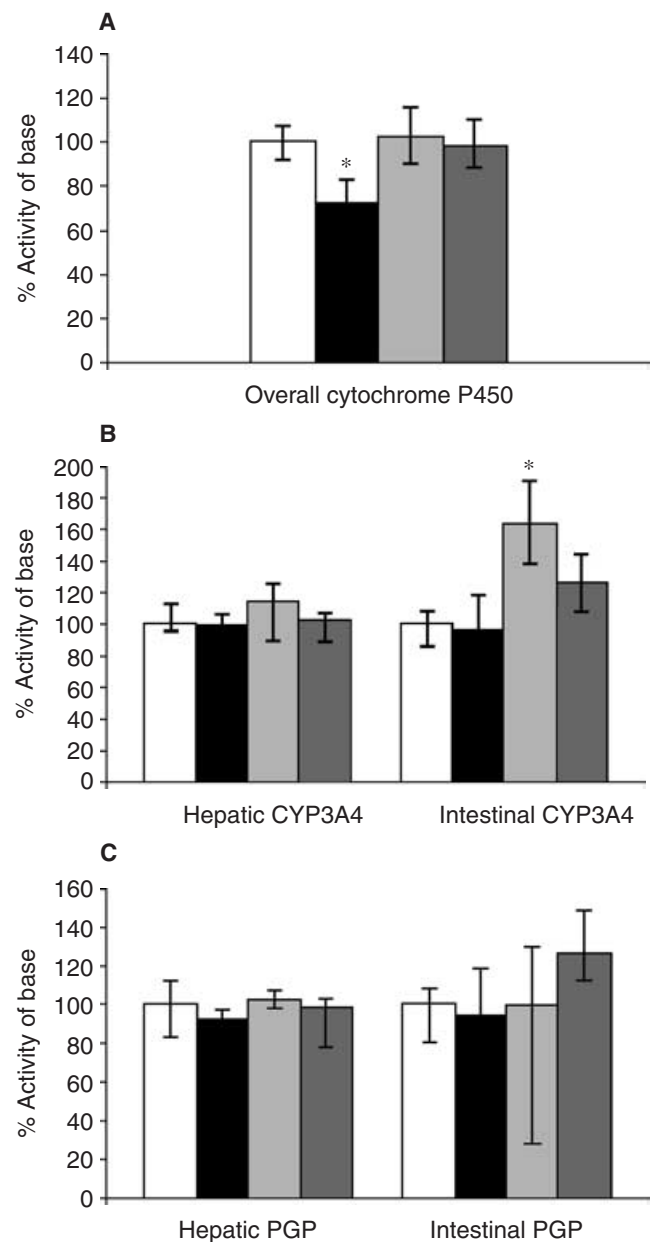 A
% Activity of base
140
120
100
80
60
40
20
0
*
Overall cytochrome P450
B
% Activity of base
200
180
160
140
120
100
80
60
40
20
0
*
Hepatic CYP3A4
Intestinal CYP3A4
C
% Activity of base
160
140
120
100
80
60
40
20
0
Hepatic PGP
Intestinal PGP